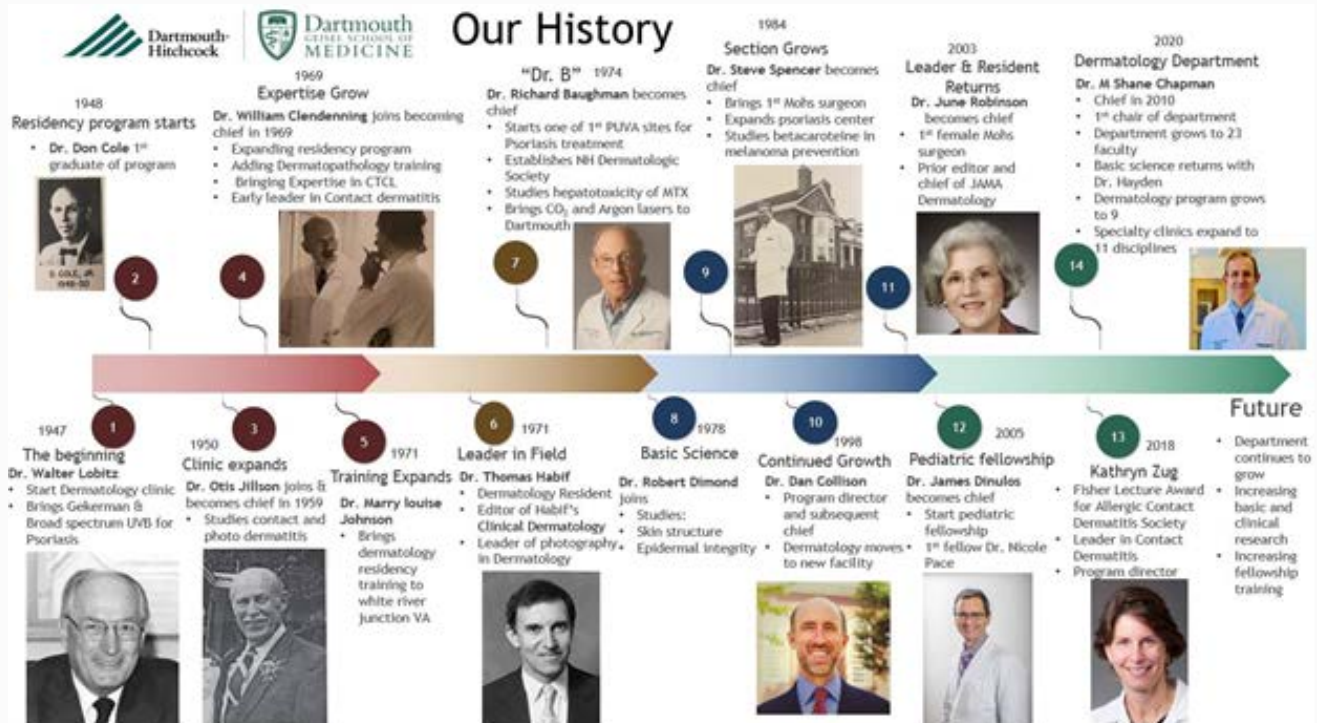 Dartmouth-
Hitchcock
Dartmouth
GEISEL SCHOOL OF
MEDICINE
Our History
1948
Residency program starts
• Dr. Don Cole 1st
graduate of program
D. COLE, JR.
1948-50
2
1969
Expertise Grow
Dr. William Clendenning joins becoming
chief in 1969
• Expanding residency program
• Adding Dermatopathology training
• Bringing Expertise in CTCL
• Early leader in Contact dermatitis
4
"Dr. B" 1974
Dr. Richard Baughman becomes
chief
• Starts one of 1st PUVA sites for
Psoriasis treatment
• Establishes NH Dermatologic
Society
• Studies hepatotoxicity of MTX
• Brings CO2 and Argon lasers to
Dartmouth
7
1984
Section Grows
Dr. Steve Spencer becomes
chief
• Brings 1st Mohs surgeon
• Expands psoriasis center
• Studies betacaroteine in
melanoma prevention
9
2003
Leader & Resident
Returns
Dr. June Robinson
becomes chief
• 1st female Mohs
surgeon
• Prior editor and
chief of JAMA
Dermatology
11
2020
Dermatology Department
Dr. M Shane Chapman
• Chief in 2010
• 1st chair of department
• Department grows to 23
faculty
• Basic science returns with
Dr. Hayden
• Dermatology program grows
to 9
• Specialty clinics expand to
11 disciplines
14
1947
1
The beginning
Dr. Walter Lobitz
• Start Dermatology clinic
• Brings Gekerman &
Broad spectrum UVB for
Psoriasis
1950
3
Clinic expands
Dr. Otis Jillson joins &
becomes chief in 1959
• Studies contact and
photo dermatitis
5
1971
Training Expands
Dr. Marry louise
Johnson
• Brings
dermatology
residency
training to
white river
junction VA
6
1971
Leader in Field
Dr. Thomas Habif
• Dermatology Resident
• Editor of Habif's
Clinical Dermatology
• Leader of photography
in Dermatology
8
1978
Basic Science
Dr. Robert Dimond
joins
• Studies:
• Skin structure
• Epidermal integrity
10
1998
Continued Growth
Dr. Dan Collison
• Program director
and subsequent
chief
• Dermatology moves
to new facility
12
2005
Pediatric fellowship
Dr. James Dinulos
becomes chief
• Start pediatric
fellowship
• 1st fellow Dr. Nicole
Pace
13
2018
Kathryn Zug
• Fisher Lecture Award
for Allergic Contact
Dermatitis Society
• Leader in Contact
Dermatitis
• Program director
Future
• Department
continues to
grow
• Increasing
basic and
clinical
research
• Increasing
fellowship
training